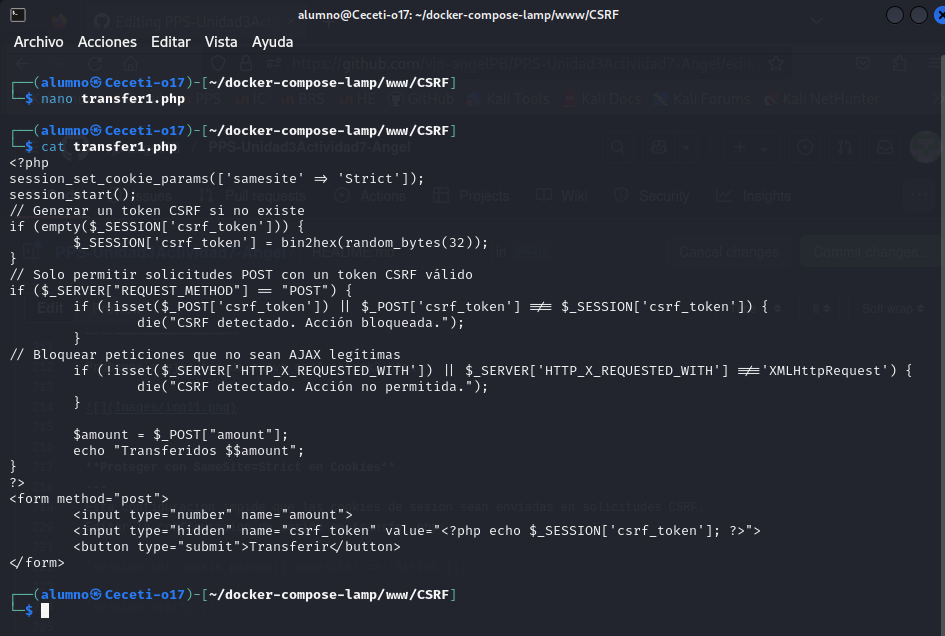 alumno@Ceceti-o17: ~/docker-compose-lamp/www/CSRF
Archivo Acciones Editar Vista Ayuda
┌──(alumno㉿Ceceti-o17)-[~/docker-compose-lamp/www/CSRF]
└─$ nano transfer1.php
┌──(alumno㉿Ceceti-o17)-[~/docker-compose-lamp/www/CSRF]
└─$ cat transfer1.php
<?php
session_set_cookie_params(['samesite' => 'Strict']);
session_start();
// Generar un token CSRF si no existe
if (empty($_SESSION['csrf_token'])) {
        $_SESSION['csrf_token'] = bin2hex(random_bytes(32));
}
// Solo permitir solicitudes POST con un token CSRF válido
if ($_SERVER["REQUEST_METHOD"] == "POST") {
        if (!isset($_POST['csrf_token']) || $_POST['csrf_token'] !== $_SESSION['csrf_token']) {
                die("CSRF detectado. Acción bloqueada.");
        }
// Bloquear peticiones que no sean AJAX legítimas
        if (!isset($_SERVER['HTTP_X_REQUESTED_WITH']) || $_SERVER['HTTP_X_REQUESTED_WITH'] !=='XMLHttpRequest') {
                die("CSRF detectado. Acción no permitida.");
        }
        $amount = $_POST["amount"];
        echo "Transferidos $$amount";
}
?>
<form method="post">
        <input type="number" name="amount">
        <input type="hidden" name="csrf_token" value="<?php echo $_SESSION['csrf_token']; ?>">
        <button type="submit">Transferir</button>
</form>
┌──(alumno㉿Ceceti-o17)-[~/docker-compose-lamp/www/CSRF]
└─$